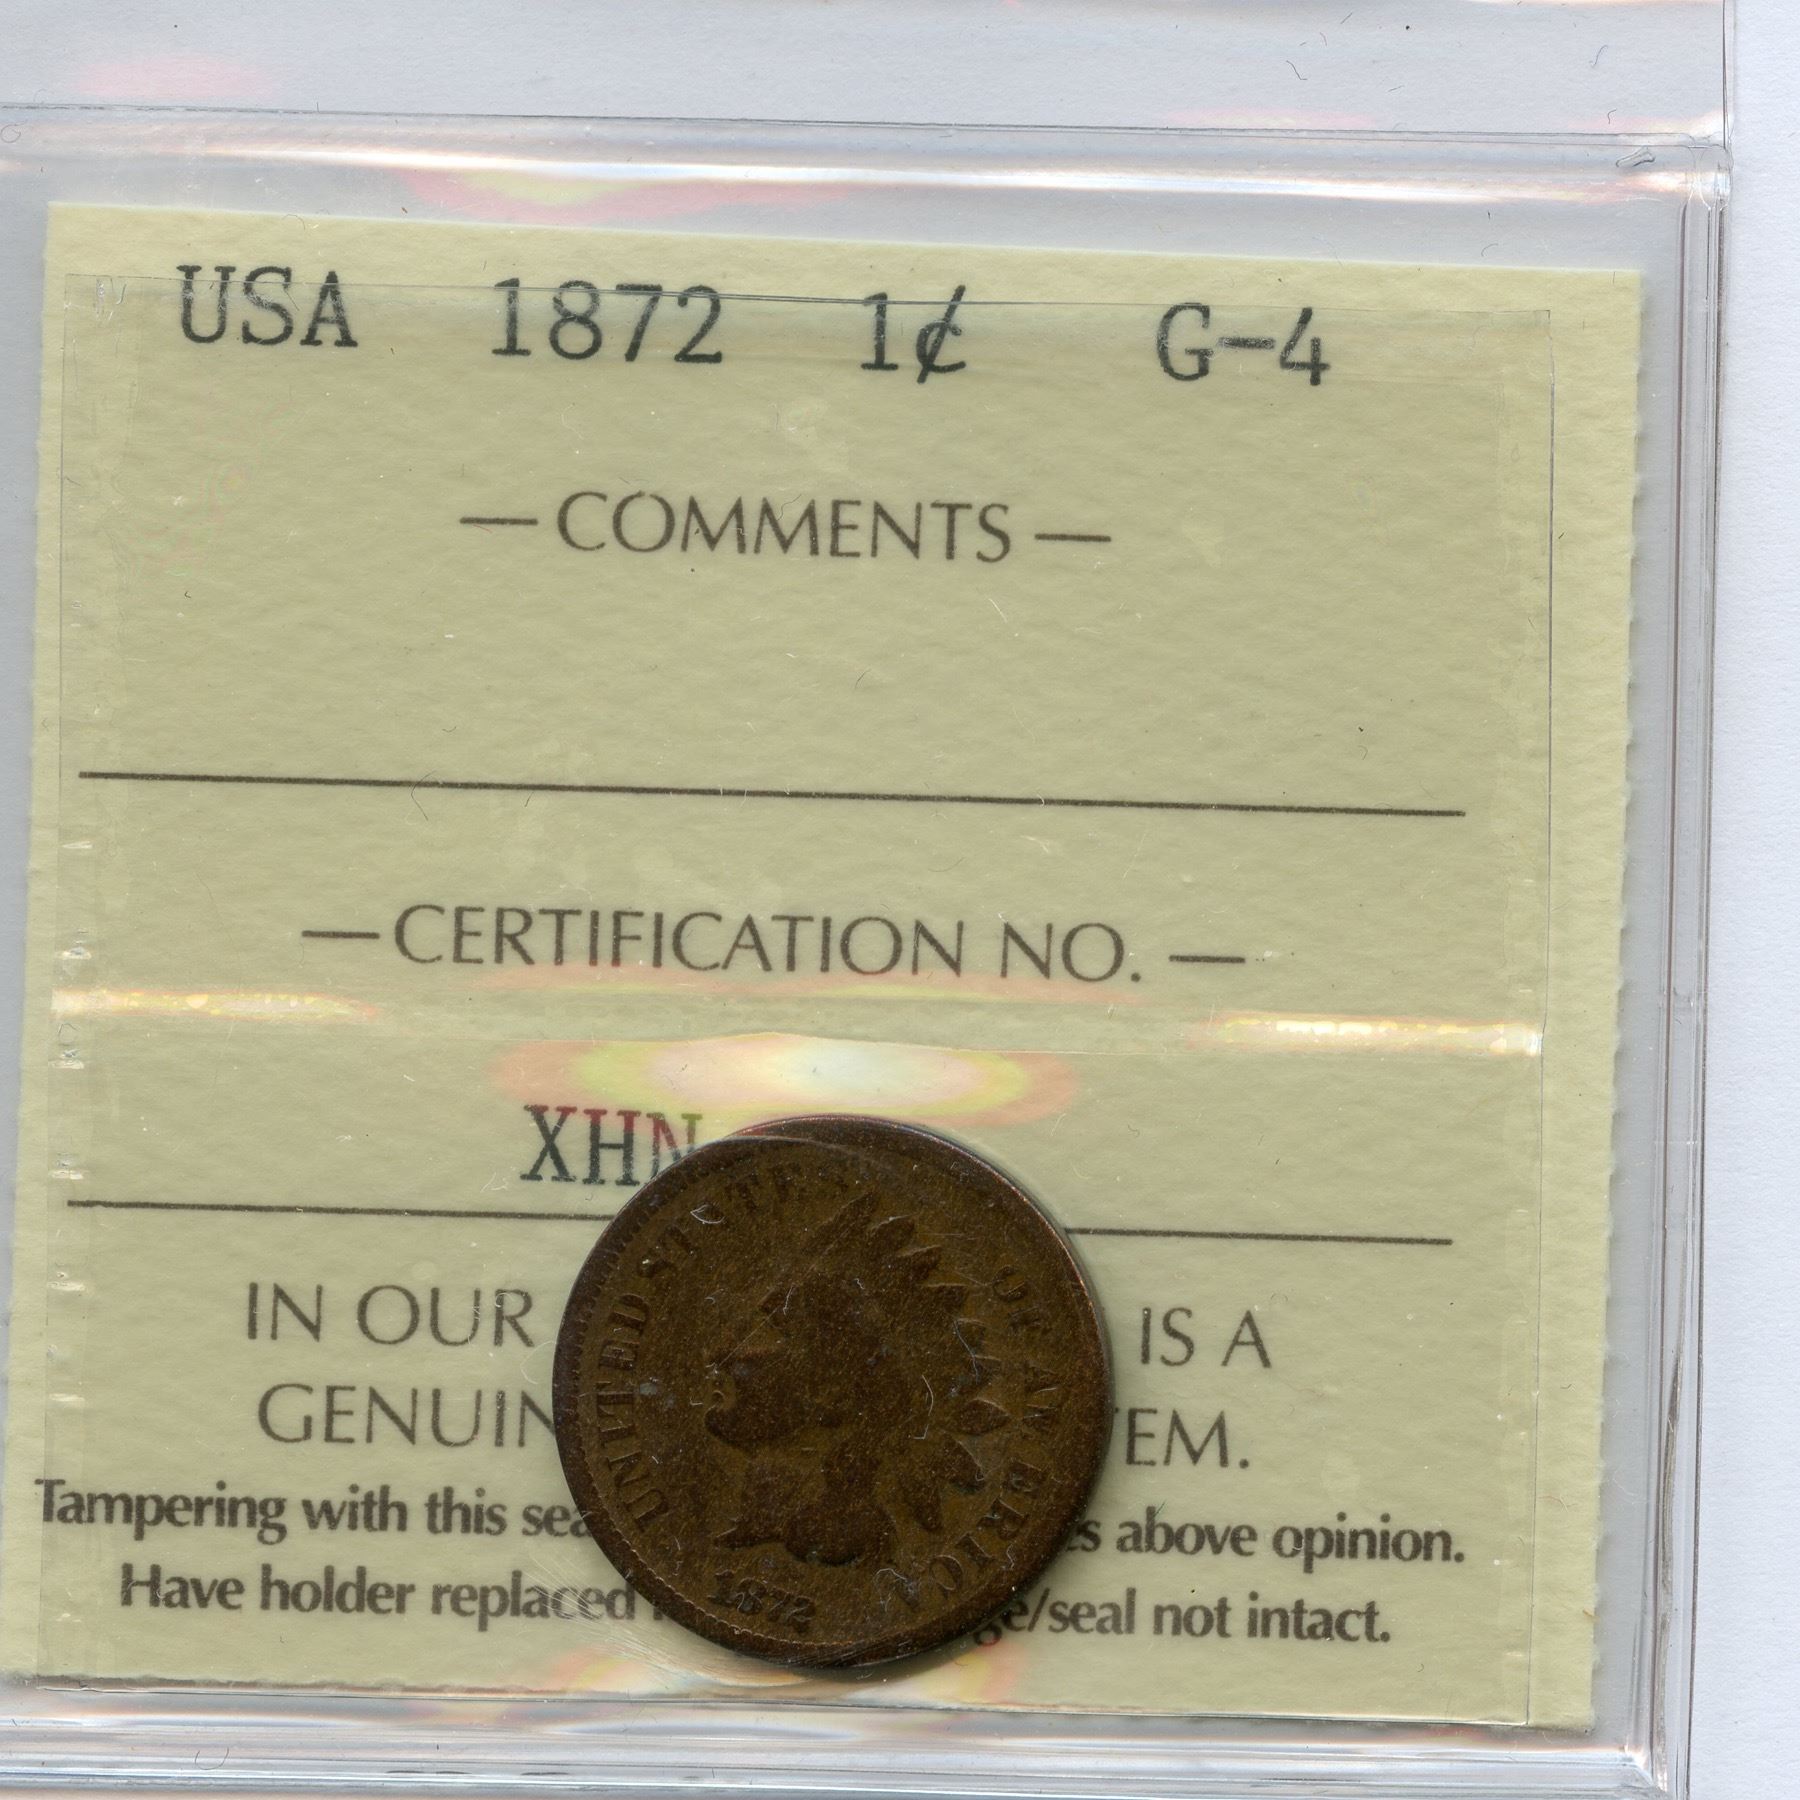 USA 1872 1¢ G-4
— COMMENTS —
— CERTIFICATION NO. —
XHN
IN OUR IS A
GENUIN EM.
Tampering with this sea s above opinion.
Have holder replaced ge/seal not intact.
UNITED STATES OF AMERICA
1872